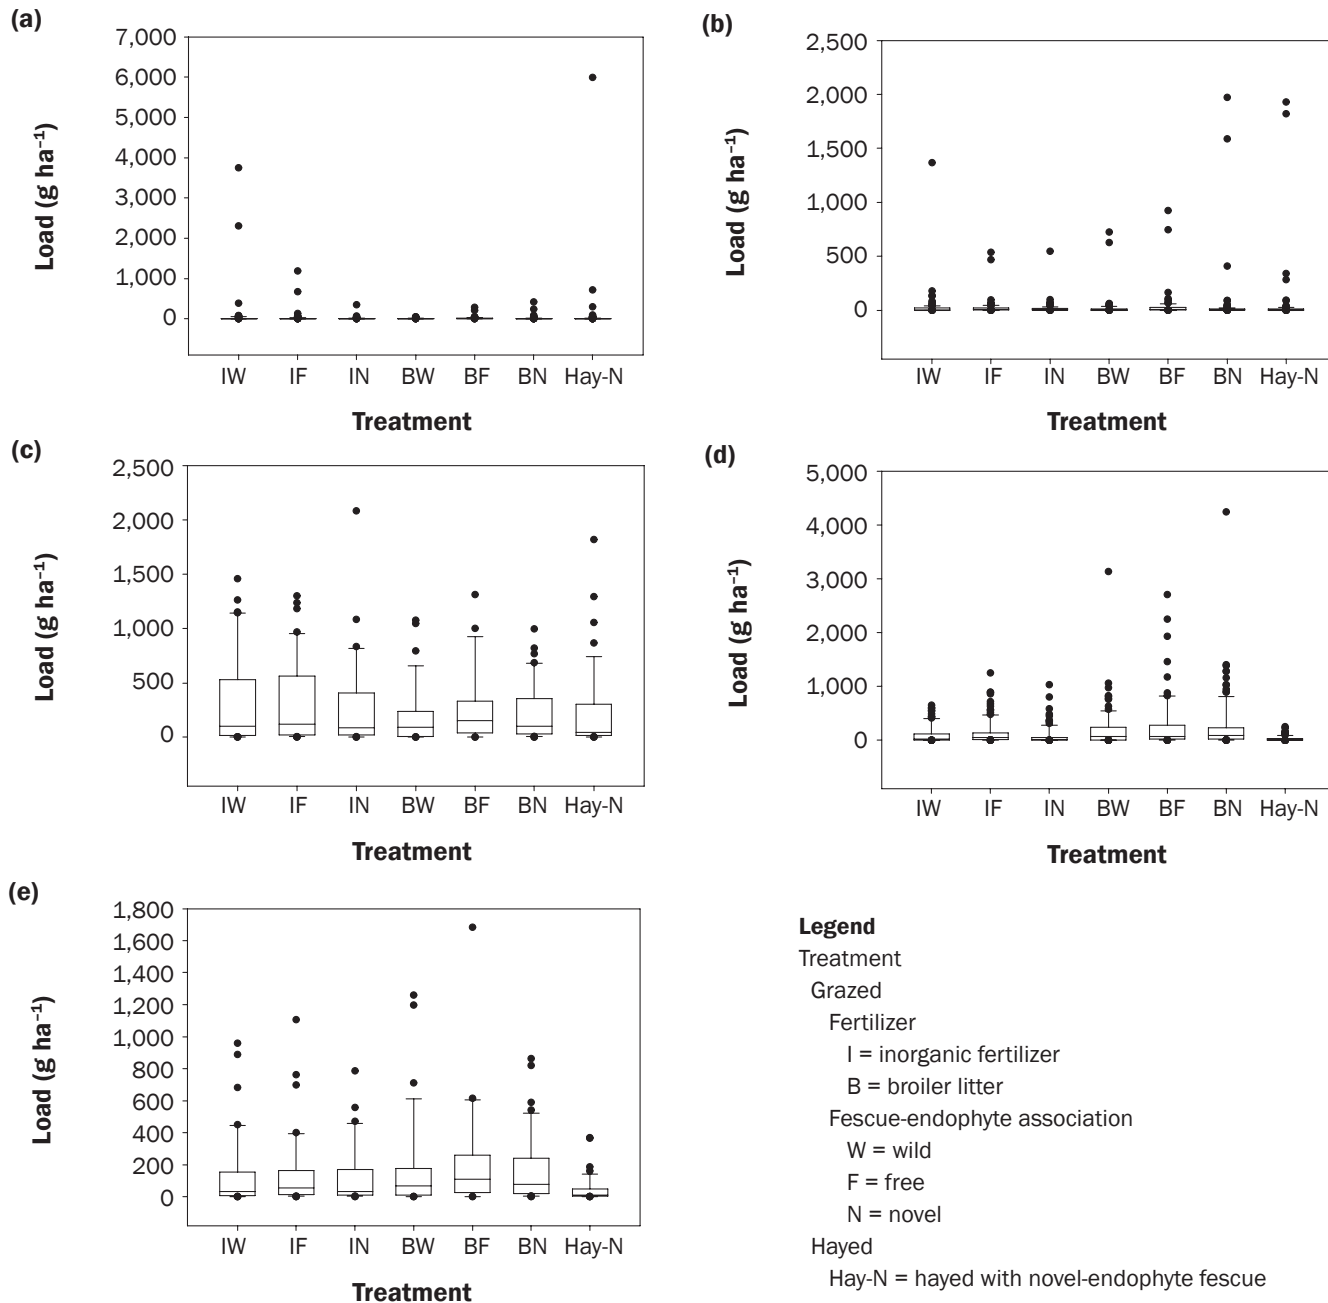 (a)
7,000
6,000
5,000
4,000
3,000
2,000
1,000
0
Load (g ha⁻¹)
IW IF IN BW BF BN Hay-N
Treatment
(b)
2,500
2,000
1,500
1,000
500
0
Load (g ha⁻¹)
IW IF IN BW BF BN Hay-N
Treatment
(c)
2,500
2,000
1,500
1,000
500
0
Load (g ha⁻¹)
IW IF IN BW BF BN Hay-N
Treatment
(d)
5,000
4,000
3,000
2,000
1,000
0
Load (g ha⁻¹)
IW IF IN BW BF BN Hay-N
Treatment
(e)
1,800
1,600
1,400
1,200
1,000
800
600
400
200
0
Load (g ha⁻¹)
IW IF IN BW BF BN Hay-N
Treatment
Legend
Treatment
Grazed
Fertilizer
I = inorganic fertilizer
B = broiler litter
Fescue-endophyte association
W = wild
F = free
N = novel
Hayed
Hay-N = hayed with novel-endophyte fescue